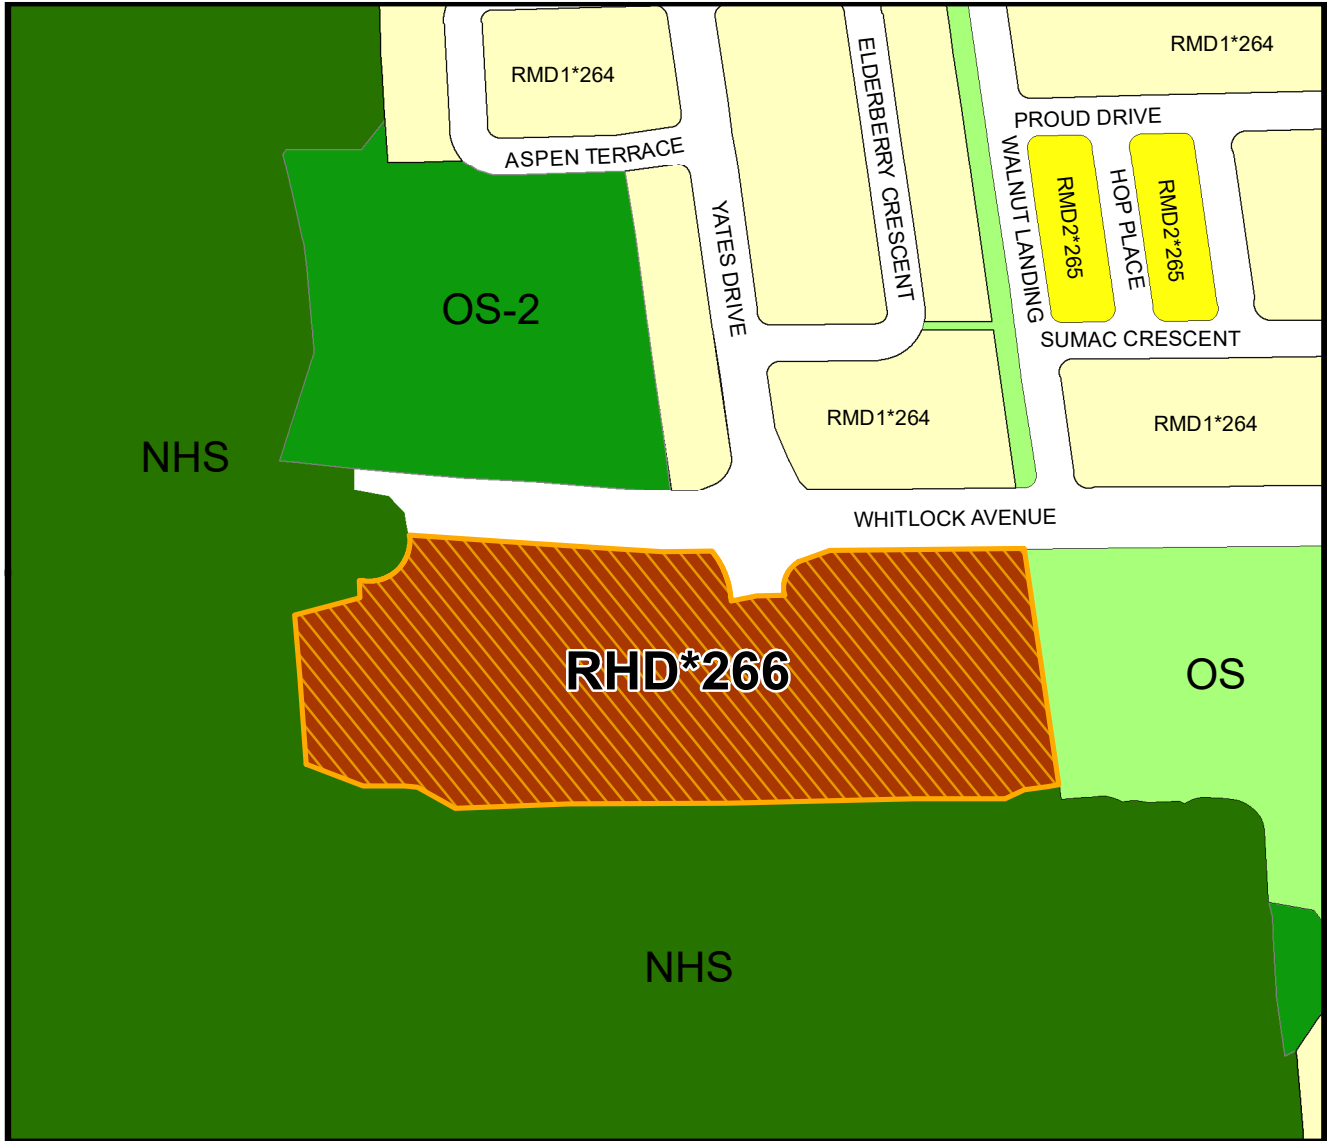 RMD1*264
RMD1*264
PROUD DRIVE
ASPEN TERRACE
ELDERBERRY CRESCENT
WALNUT LANDING
HOP PLACE
RMD2*265
RMD2*265
YATES DRIVE
OS-2
SUMAC CRESCENT
RMD1*264
RMD1*264
NHS
WHITLOCK AVENUE
RHD*266
OS
NHS